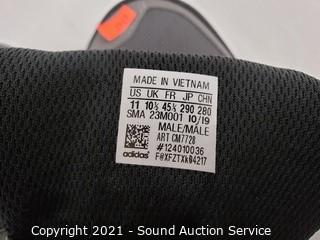 MADE IN VIETNAM
US UK FR JP CHN
11 10½ 45⅓ 290 280
SMA 23M001 10/19
MALE/MALE
ART CM7728
#124010036
adidas® F@XFZTXk04217
Copyright 2021 - Sound Auction Service